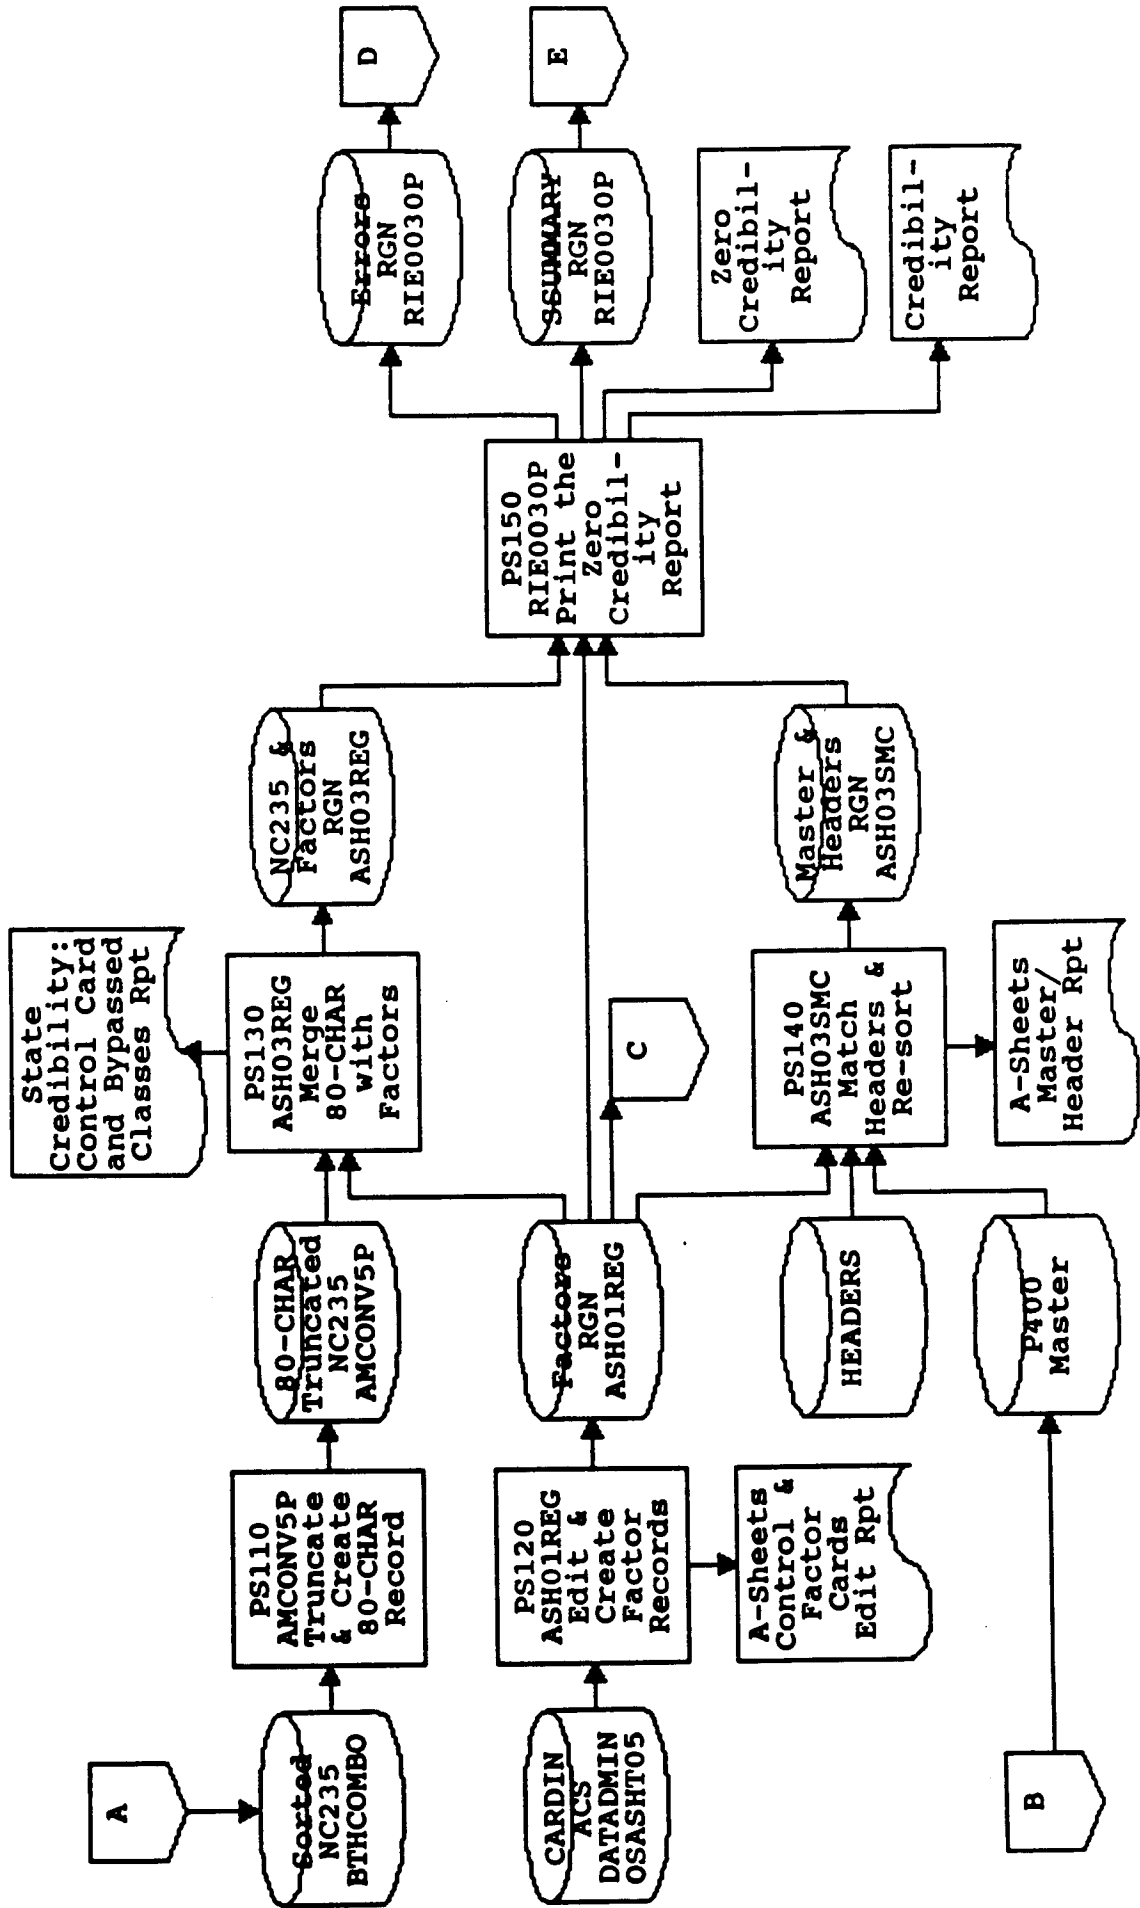 A
Sorted
NC235
BTHCOMBO
PS110
AMCONV5P
Truncate
& Create
80-CHAR
Record
80-CHAR
Truncated
NC235
AMCONV5P
State
Credibility:
Control Card
and Bypassed
Classes Rpt
PS130
ASH03REG
Merge
80-CHAR
with
Factors
NC235 &
Factors
RGN
ASH03REG
CARDIN
ACS
DATADMIN
OSASHT05
PS120
ASH01REG
Edit &
Create
Factor
Records
A-Sheets
Control &
Factor
Cards
Edit Rpt
Factors
RGN
ASH01REG
C
HEADERS
B
P400
Master
PS140
ASH03SMC
Match
Headers &
Re-sort
A-Sheets
Master/
Header Rpt
Master &
Headers
RGN
ASH03SMC
PS150
RIE0030P
Print the
Zero
Credibil-
ity
Report
Errors
RGN
RIE0030P
D
SSUMMARY
RGN
RIE0030P
E
Zero
Credibil-
ity
Report
Credibil-
ity
Report